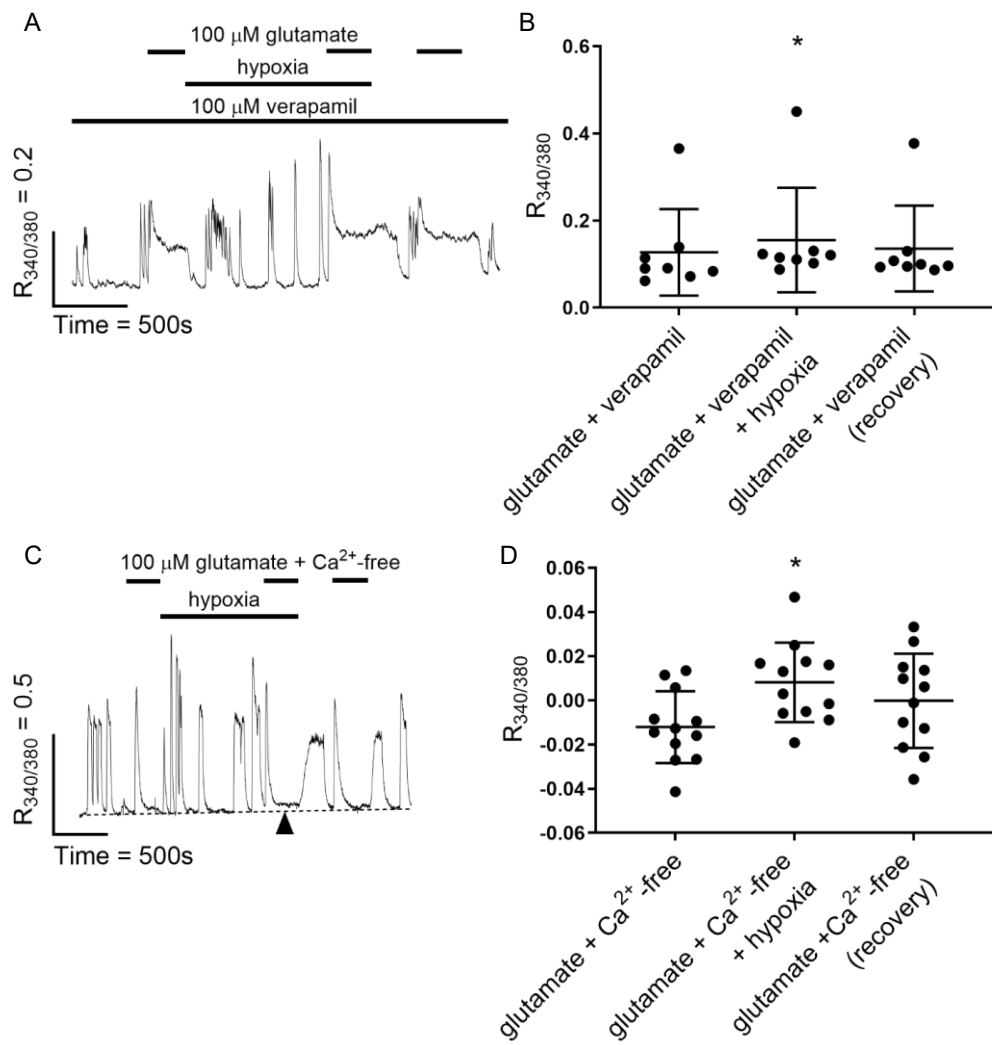 A
100 μM glutamate
hypoxia
100 μM verapamil
R340/380 = 0.2
Time = 500s
B
*
0.6
0.4
0.2
0.0
R340/380
glutamate + verapamil
glutamate + verapamil
+ hypoxia
glutamate + verapamil
(recovery)
C
100 μM glutamate + Ca2+-free
hypoxia
R340/380 = 0.5
Time = 500s
D
*
0.06
0.04
0.02
0.00
-0.02
-0.04
-0.06
R340/380
glutamate + Ca2+ -free
glutamate + Ca2+ -free
+ hypoxia
glutamate +Ca2+ -free
(recovery)